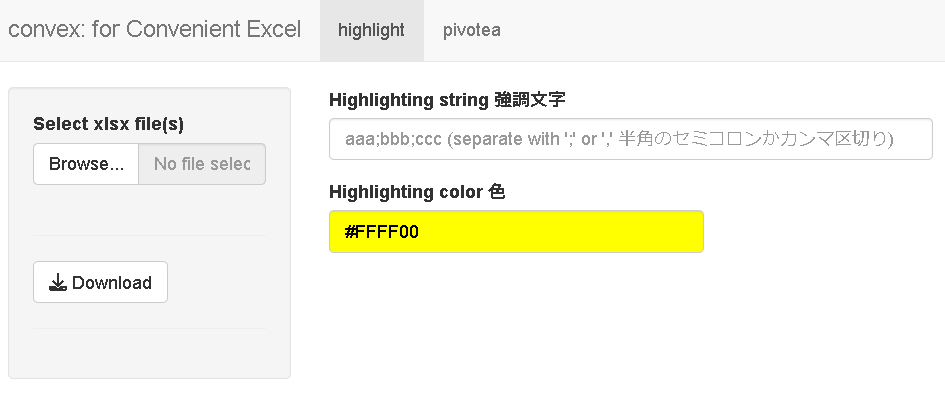 convex: for Convenient Excel highlight pivotea
Select xlsx file(s)
Browse... No file selec
Download
Highlighting string 強調文字
aaa;bbb;ccc (separate with ';' or ',' 半角のセミコロンかカンマ区切り)
Highlighting color 色
#FFFF00